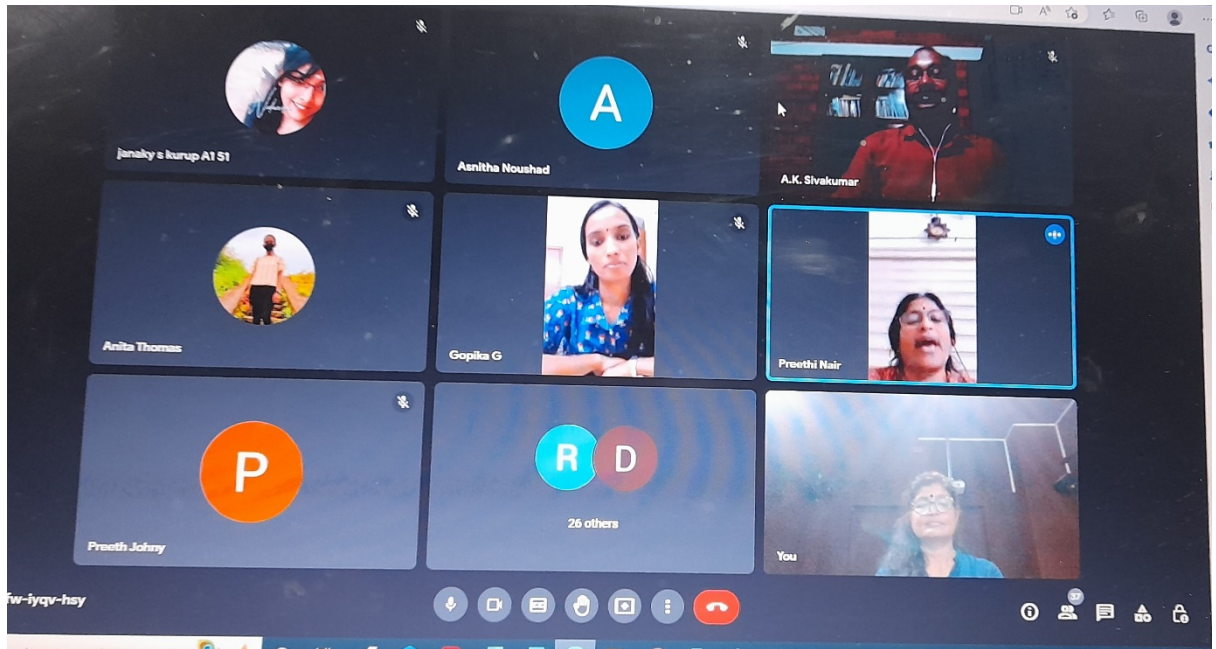 janaky s kurup A1 51
A
Asnitha Noushad
A.K. Sivakumar
Anita Thomas
Gopika G
Preethi Nair
P
Preeth Johny
R D
26 others
You
fw-iyqv-hsy
37